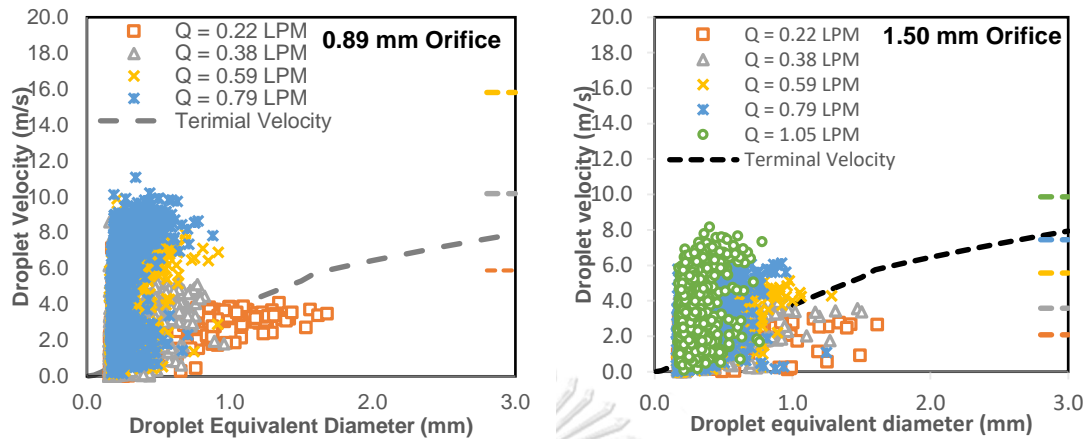 20.0
18.0
16.0
14.0
12.0
10.0
8.0
6.0
4.0
2.0
0.0
Droplet Velocity (m/s)
Q = 0.22 LPM
Q = 0.38 LPM
Q = 0.59 LPM
Q = 0.79 LPM
Terimial Velocity
0.89 mm Orifice
0.0 1.0 2.0 3.0
Droplet Equivalent Diameter (mm)
20.0
18.0
16.0
14.0
12.0
10.0
8.0
6.0
4.0
2.0
0.0
Droplet velocity (m/s)
Q = 0.22 LPM
Q = 0.38 LPM
Q = 0.59 LPM
Q = 0.79 LPM
Q = 1.05 LPM
Terminal Velocity
1.50 mm Orifice
0.0 1.0 2.0 3.0
Droplet equivalent diameter (mm)